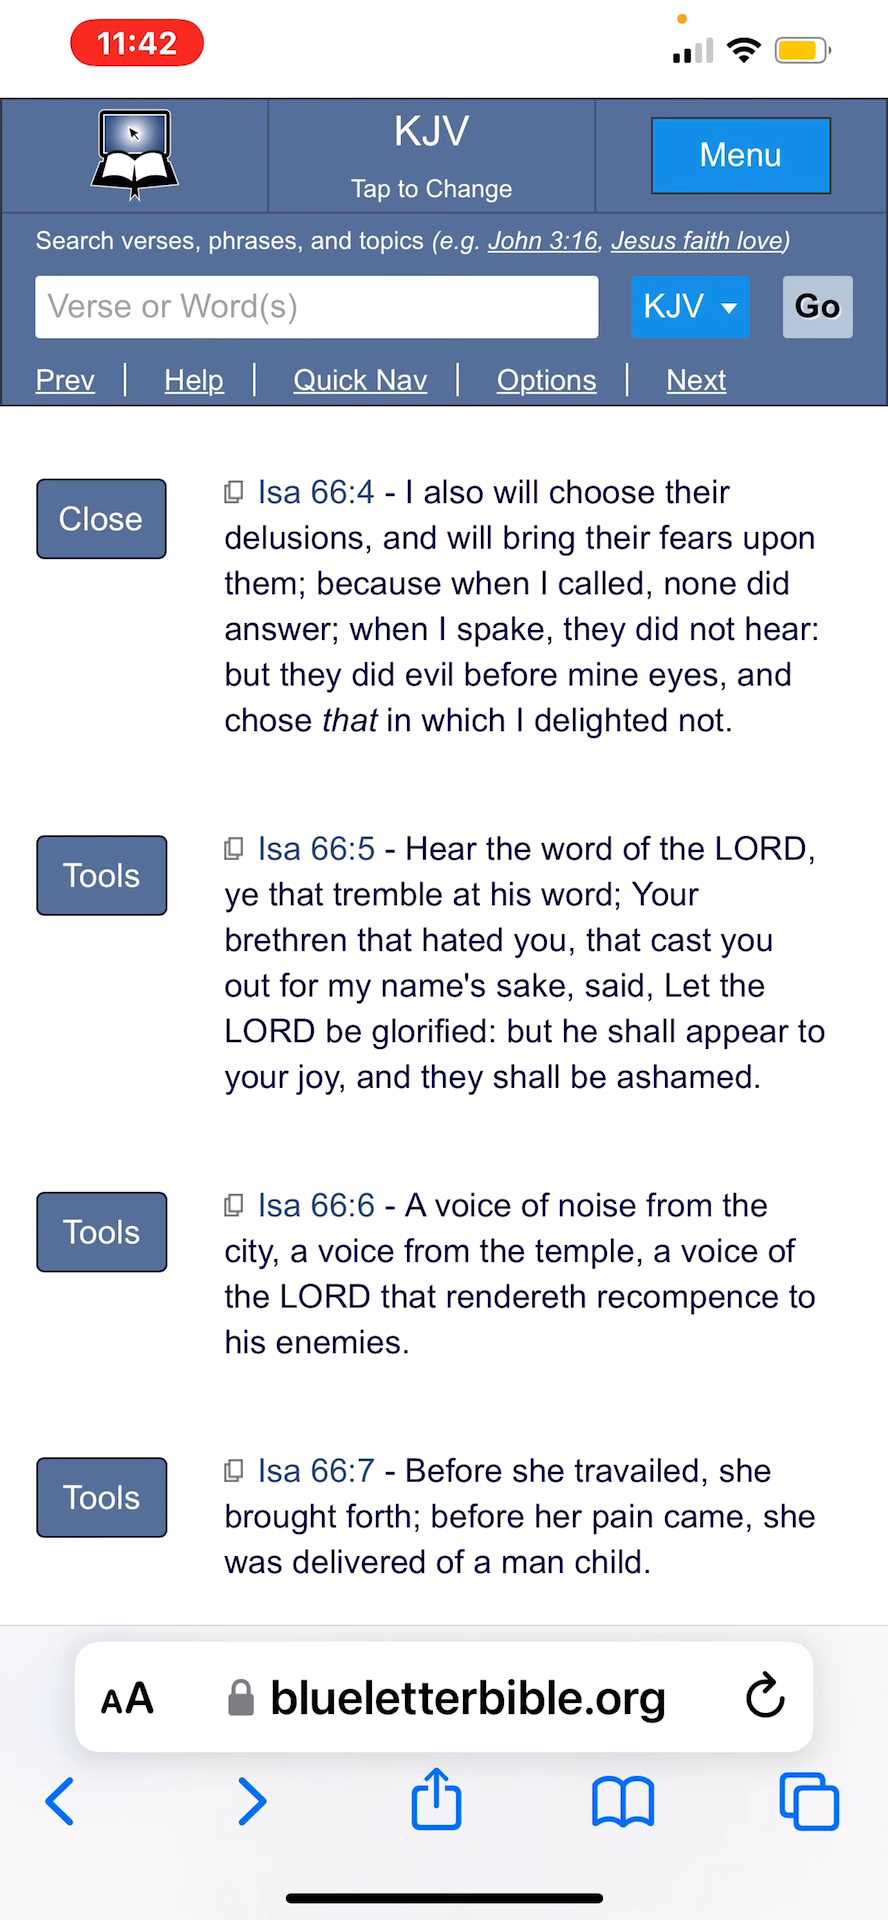 11:42
KJV
Tap to Change
Menu
Search verses, phrases, and topics (e.g. John 3:16, Jesus faith love)
Verse or Word(s)
KJV
Go
Prev | Help | Quick Nav | Options | Next
Close
Isa 66:4 - I also will choose their
delusions, and will bring their fears upon
them; because when I called, none did
answer; when I spake, they did not hear:
but they did evil before mine eyes, and
chose that in which I delighted not.
Tools
Isa 66:5 - Hear the word of the LORD,
ye that tremble at his word; Your
brethren that hated you, that cast you
out for my name's sake, said, Let the
LORD be glorified: but he shall appear to
your joy, and they shall be ashamed.
Tools
Isa 66:6 - A voice of noise from the
city, a voice from the temple, a voice of
the LORD that rendereth recompence to
his enemies.
Tools
Isa 66:7 - Before she travailed, she
brought forth; before her pain came, she
was delivered of a man child.
AA
blueletterbible.org